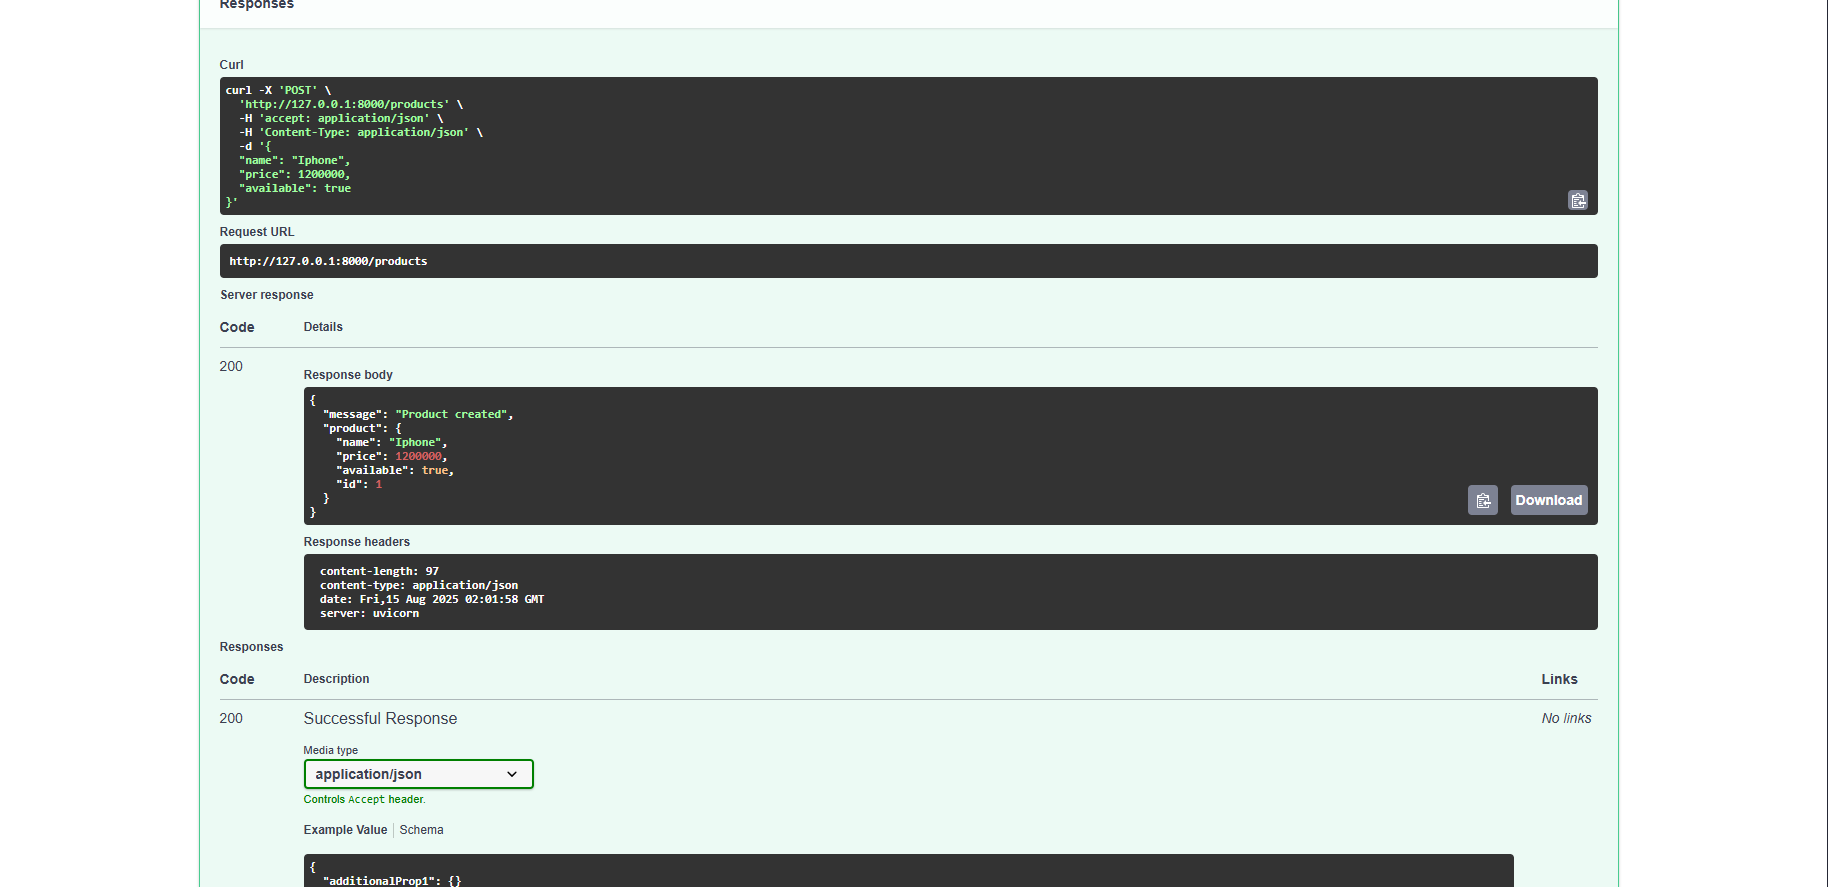 Responses
Curl
curl -X 'POST' \
  'http://127.0.0.1:8000/products' \
  -H 'accept: application/json' \
  -H 'Content-Type: application/json' \
  -d '{
  "name": "Iphone",
  "price": 1200000,
  "available": true
}'
Request URL
http://127.0.0.1:8000/products
Server response
Code Details
200
Response body
{
  "message": "Product created",
  "product": {
    "name": "Iphone",
    "price": 1200000,
    "available": true,
    "id": 1
  }
}
Download
Response headers
content-length: 97
content-type: application/json
date: Fri,15 Aug 2025 02:01:58 GMT
server: uvicorn
Responses
Code Description Links
200 Successful Response No links
Media type
application/json
Controls Accept header.
Example Value Schema
{
  "additionalProp1": {}